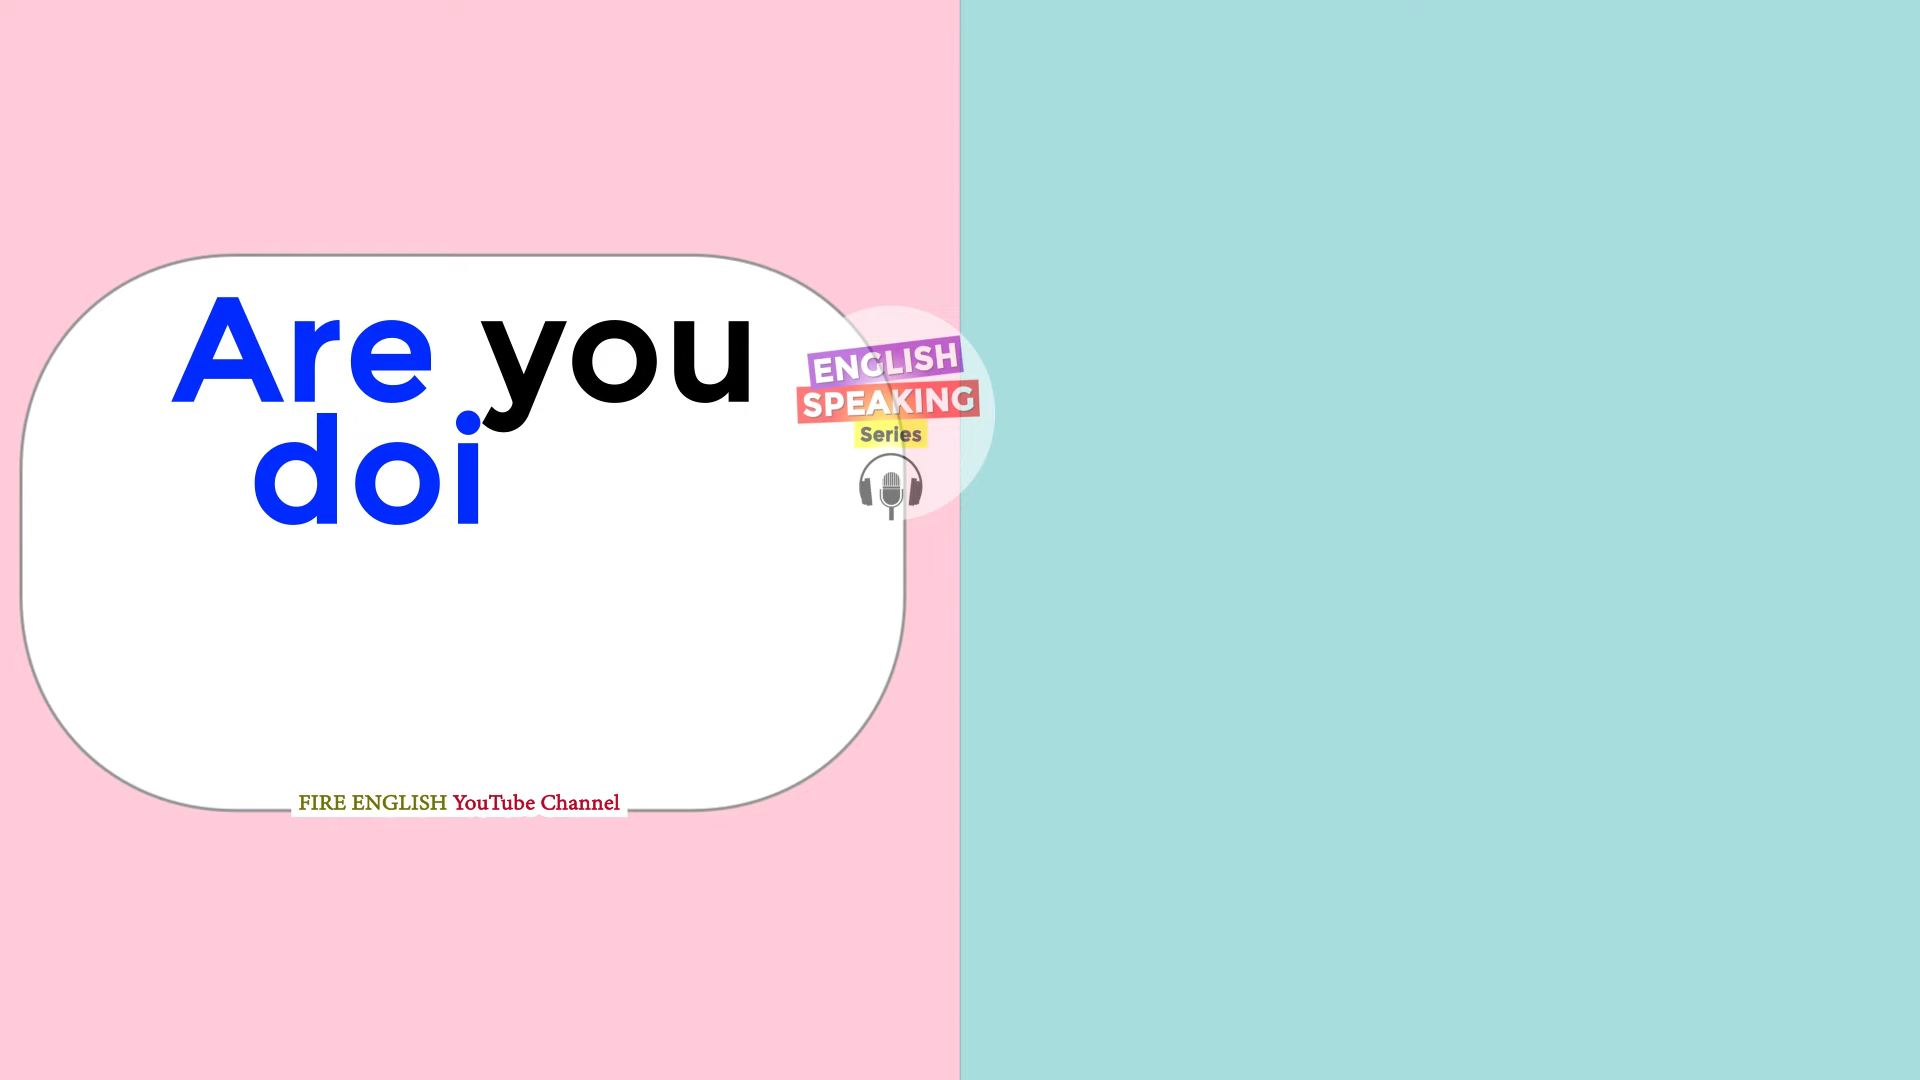 Are you
doi
ENGLISH
SPEAKING
Series
FIRE ENGLISH YouTube Channel